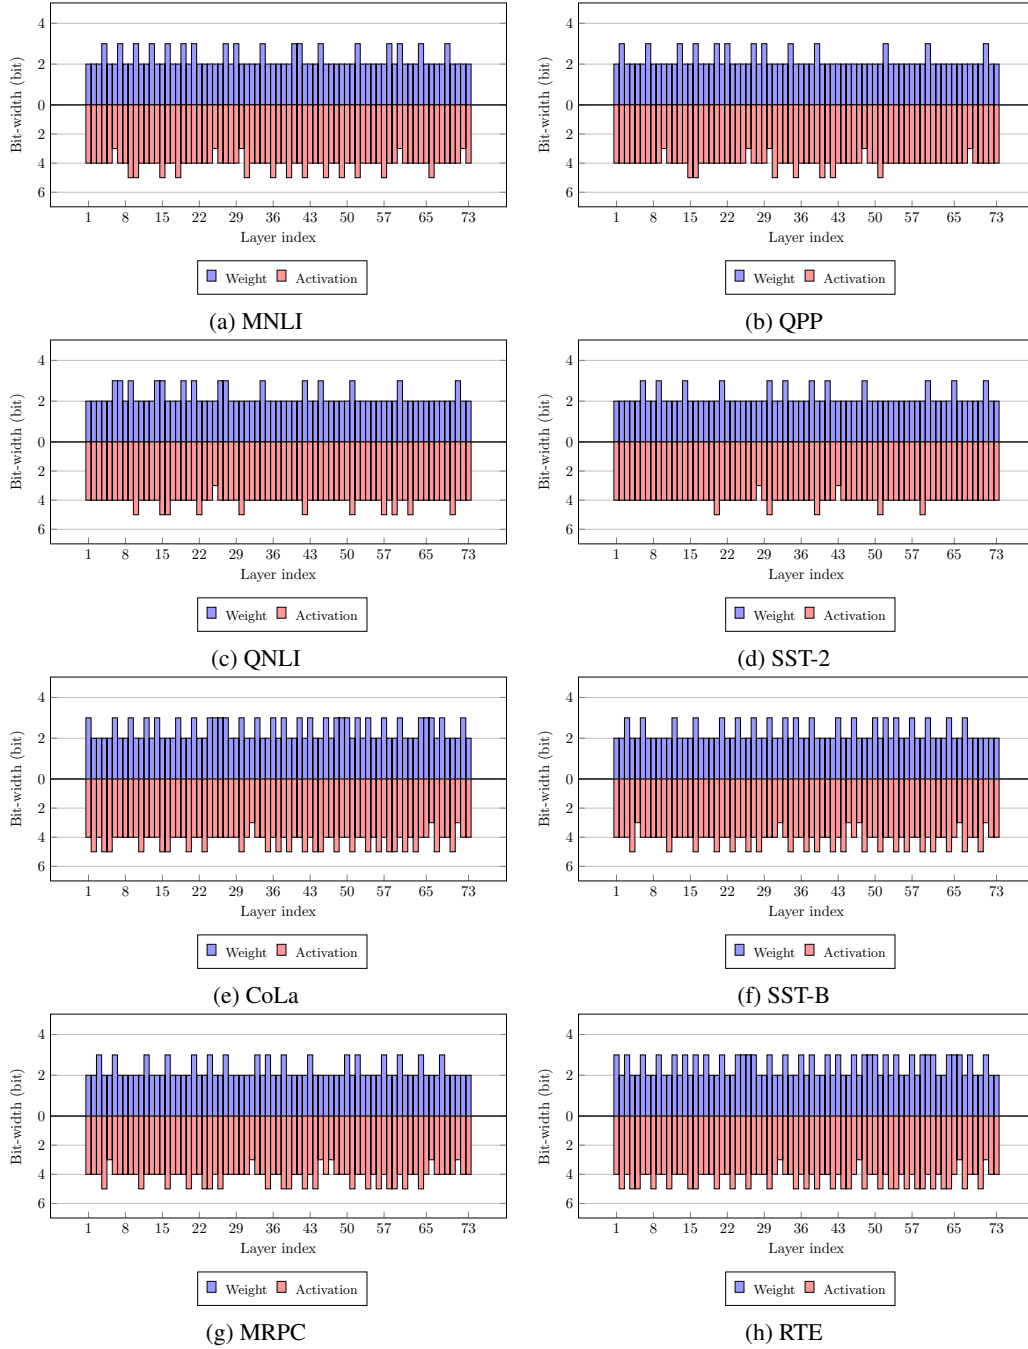 4
2
0
2
4
6
Bit-width (bit)
1 8 15 22 29 36 43 50 57 65 73
Layer index
Weight Activation
(a) MNLI
4
2
0
2
4
6
Bit-width (bit)
1 8 15 22 29 36 43 50 57 65 73
Layer index
Weight Activation
(b) QPP
4
2
0
2
4
6
Bit-width (bit)
1 8 15 22 29 36 43 50 57 65 73
Layer index
Weight Activation
(c) QNLI
4
2
0
2
4
6
Bit-width (bit)
1 8 15 22 29 36 43 50 57 65 73
Layer index
Weight Activation
(d) SST-2
4
2
0
2
4
6
Bit-width (bit)
1 8 15 22 29 36 43 50 57 65 73
Layer index
Weight Activation
(e) CoLa
4
2
0
2
4
6
Bit-width (bit)
1 8 15 22 29 36 43 50 57 65 73
Layer index
Weight Activation
(f) SST-B
4
2
0
2
4
6
Bit-width (bit)
1 8 15 22 29 36 43 50 57 65 73
Layer index
Weight Activation
(g) MRPC
4
2
0
2
4
6
Bit-width (bit)
1 8 15 22 29 36 43 50 57 65 73
Layer index
Weight Activation
(h) RTE